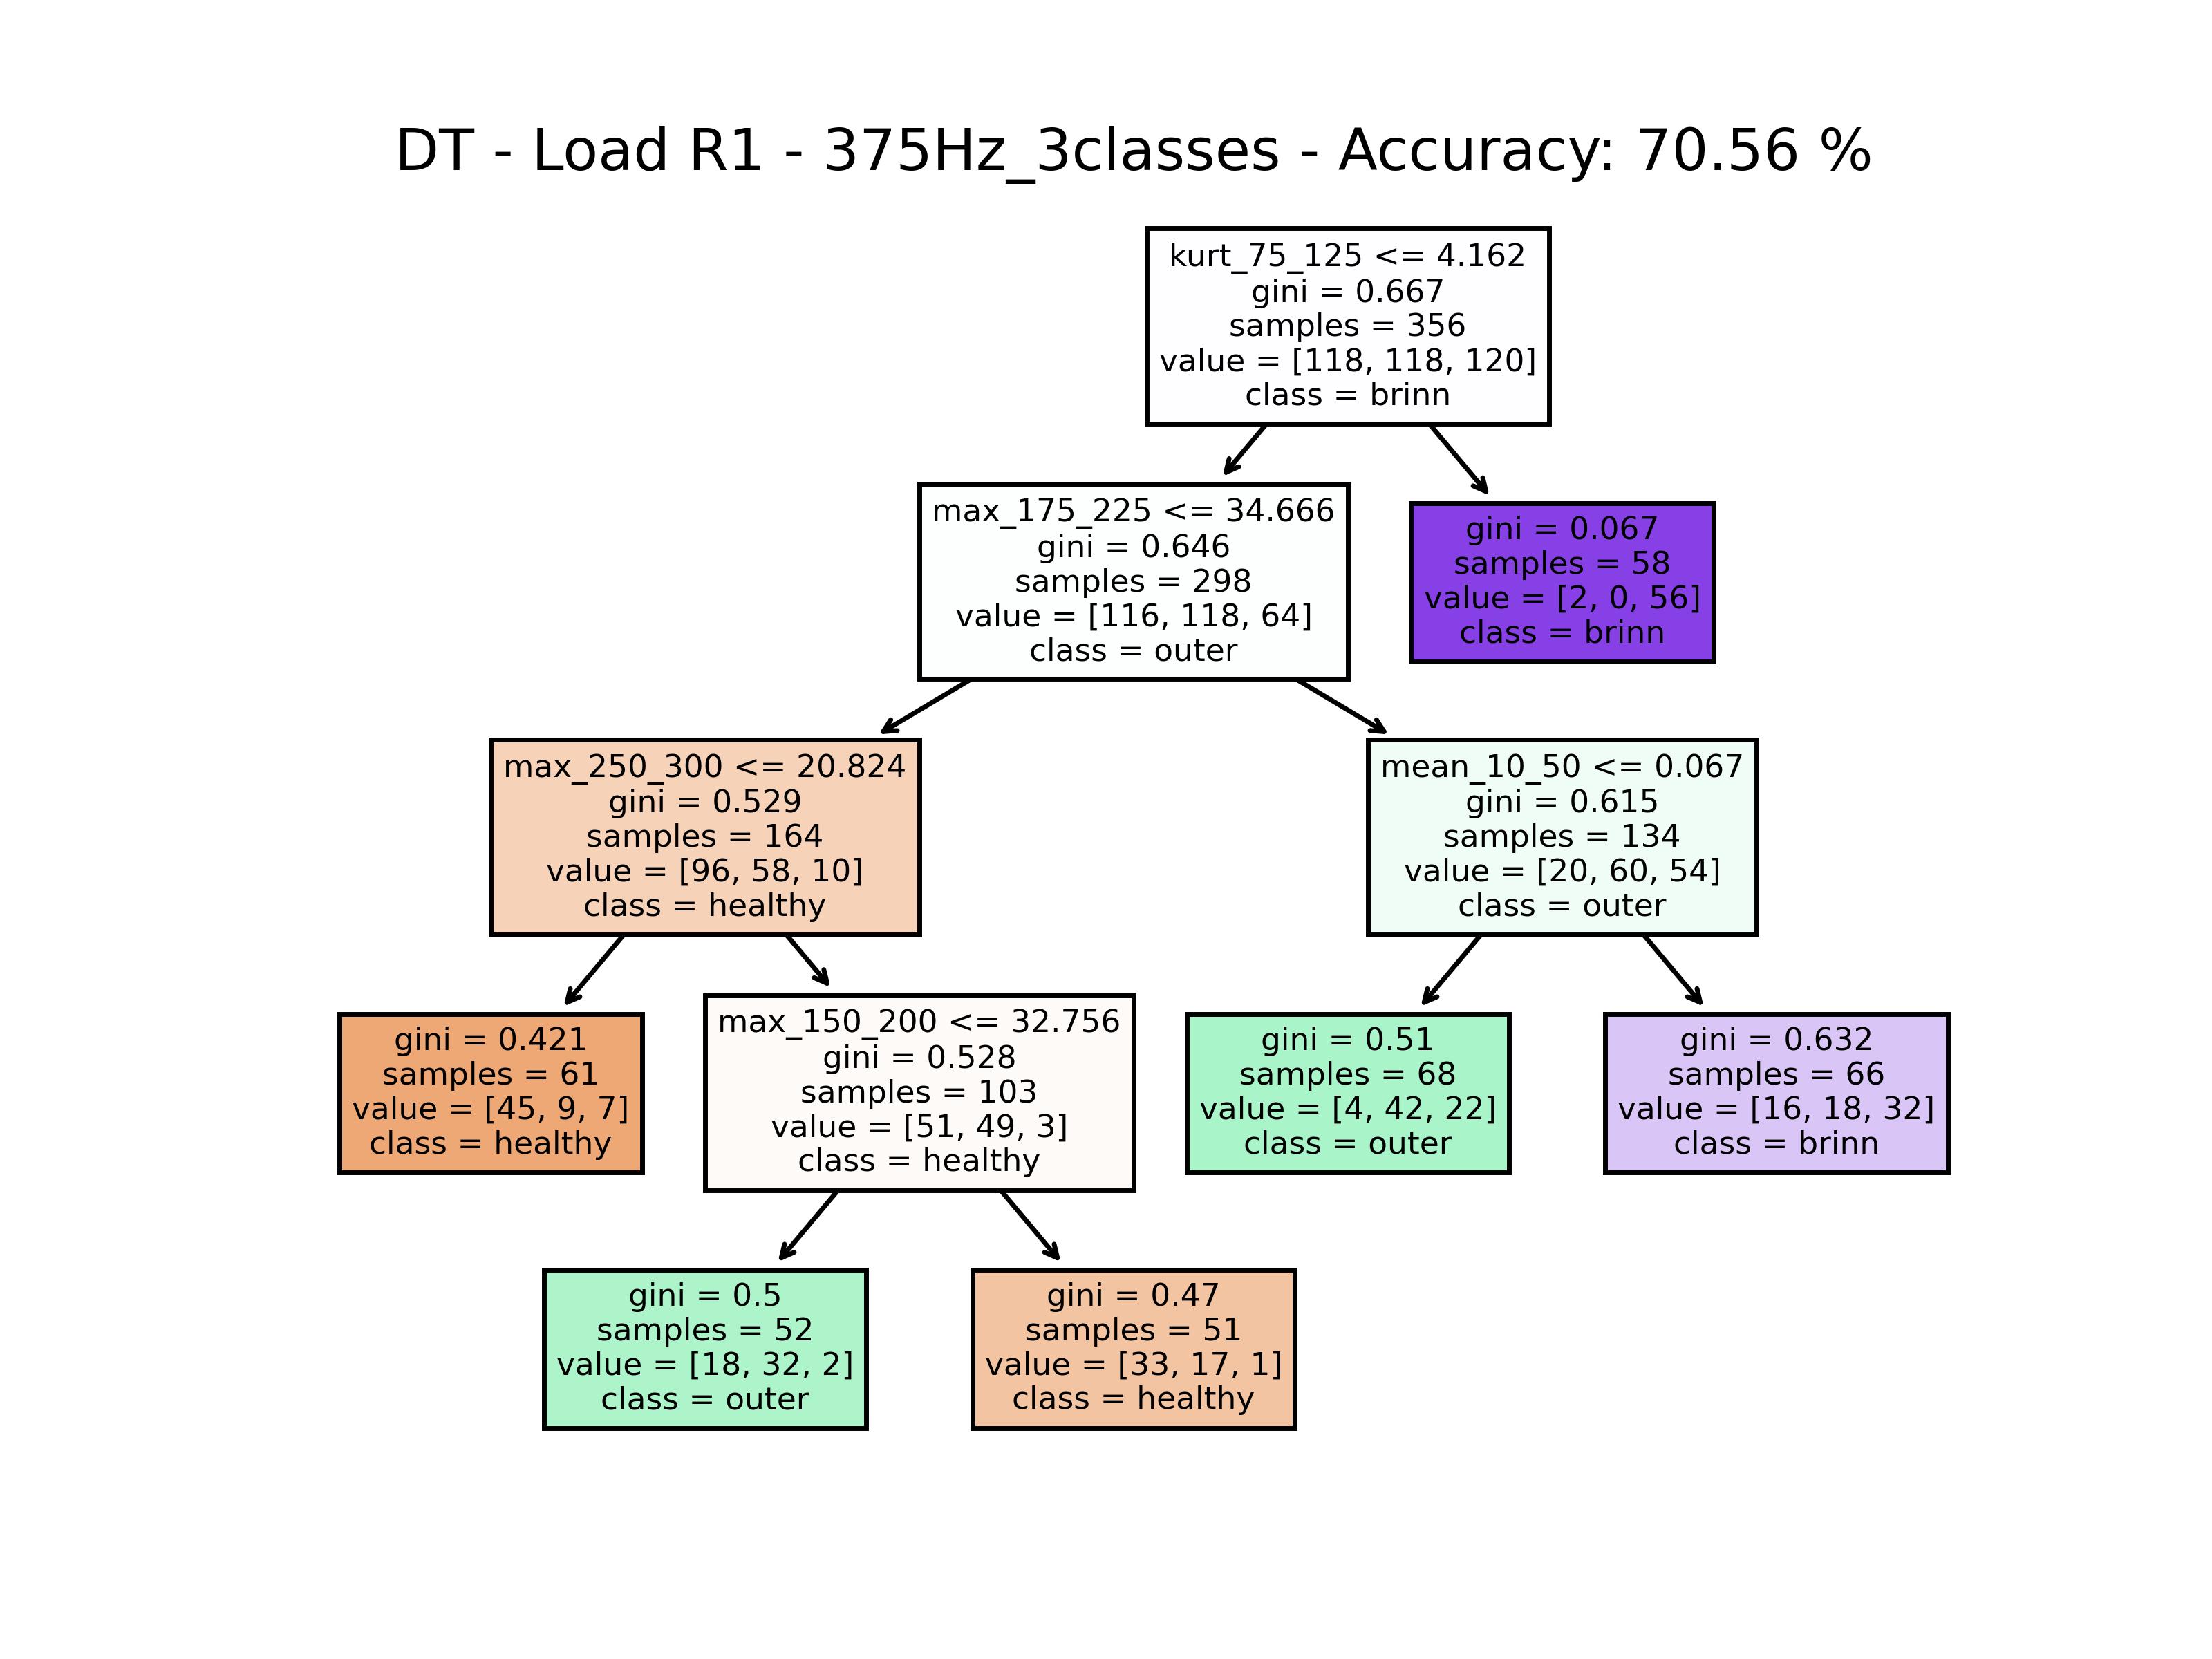 DT - Load R1 - 375Hz_3classes - Accuracy: 70.56 %
kurt_75_125 <= 4.162
gini = 0.667
samples = 356
value = [118, 118, 120]
class = brinn
max_175_225 <= 34.666
gini = 0.646
samples = 298
value = [116, 118, 64]
class = outer
gini = 0.067
samples = 58
value = [2, 0, 56]
class = brinn
max_250_300 <= 20.824
gini = 0.529
samples = 164
value = [96, 58, 10]
class = healthy
mean_10_50 <= 0.067
gini = 0.615
samples = 134
value = [20, 60, 54]
class = outer
gini = 0.421
samples = 61
value = [45, 9, 7]
class = healthy
max_150_200 <= 32.756
gini = 0.528
samples = 103
value = [51, 49, 3]
class = healthy
gini = 0.51
samples = 68
value = [4, 42, 22]
class = outer
gini = 0.632
samples = 66
value = [16, 18, 32]
class = brinn
gini = 0.5
samples = 52
value = [18, 32, 2]
class = outer
gini = 0.47
samples = 51
value = [33, 17, 1]
class = healthy